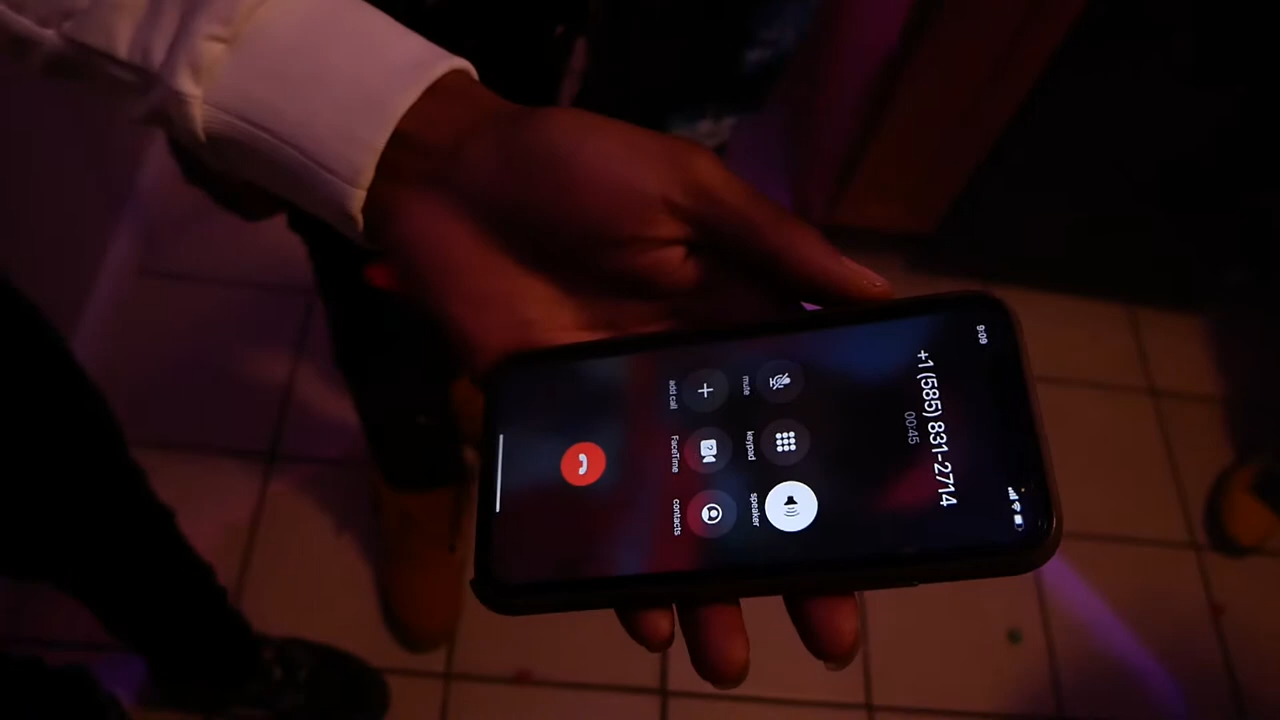 9:09
+1 (585) 831-2714
00:45
mute
keypad
speaker
add call
FaceTime
contacts